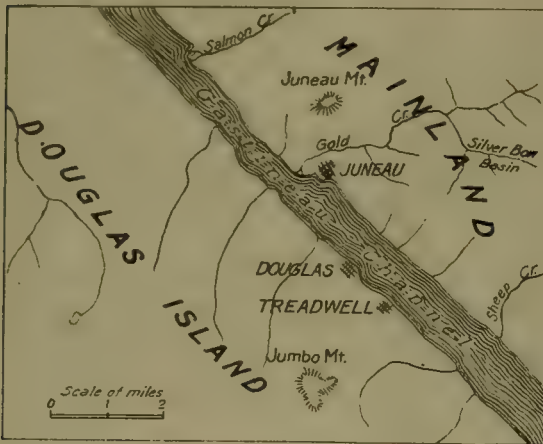 Salmon Cr.
MAINLAND
Juneau Mt.
Gastineau Channel
DOUGLAS ISLAND
Gold Cr.
Silver Bow
Basin
JUNEAU
DOUGLAS
TREADWELL
Sheep Cr.
Jumbo Mt.
Scale of miles
0 1 2